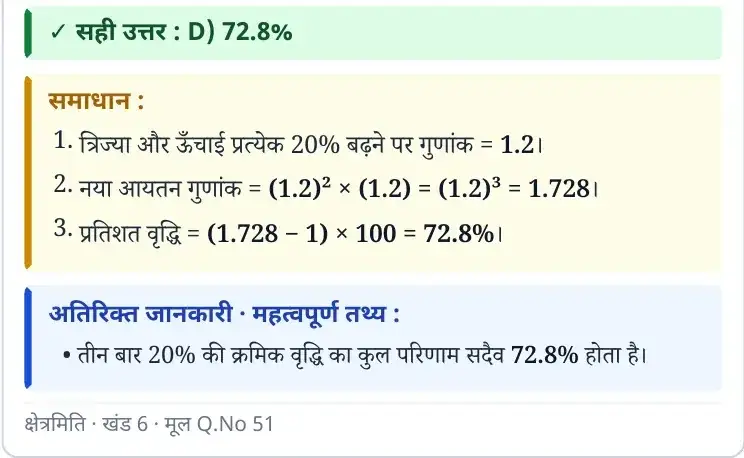 ✓ सही उत्तर : D) 72.8%
समाधान :
1. त्रिज्या और ऊँचाई प्रत्येक 20% बढ़ने पर गुणांक = 1.2।
2. नया आयतन गुणांक = (1.2)² × (1.2) = (1.2)³ = 1.728।
3. प्रतिशत वृद्धि = (1.728 − 1) × 100 = 72.8%।
अतिरिक्त जानकारी · महत्वपूर्ण तथ्य :
• तीन बार 20% की क्रमिक वृद्धि का कुल परिणाम सदैव 72.8% होता है।
क्षेत्रमिति · खंड 6 · मूल Q.No 51